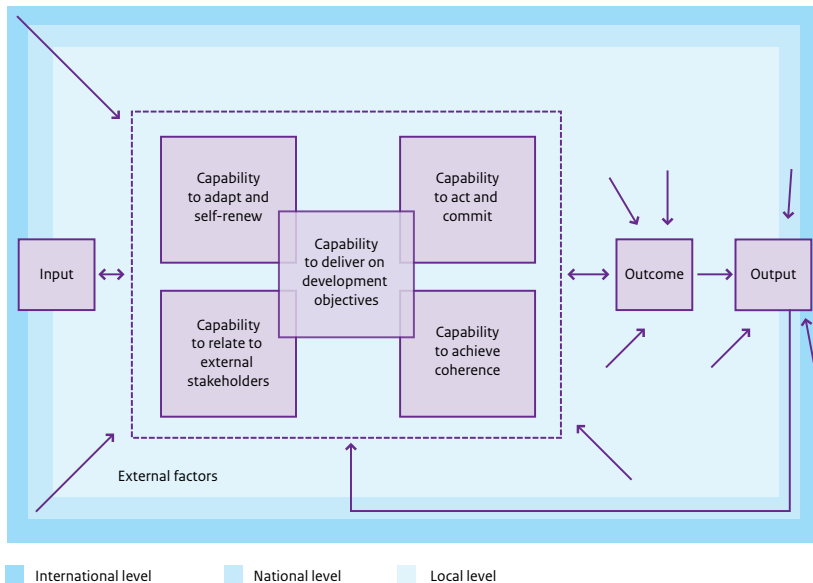 Capability
to adapt and
self-renew
Capability
to act and
commit
Capability
to deliver on
development
objectives
Input
Outcome
Output
Capability
to relate to
external
stakeholders
Capability
to achieve
coherence
External factors
International level
National level
Local level